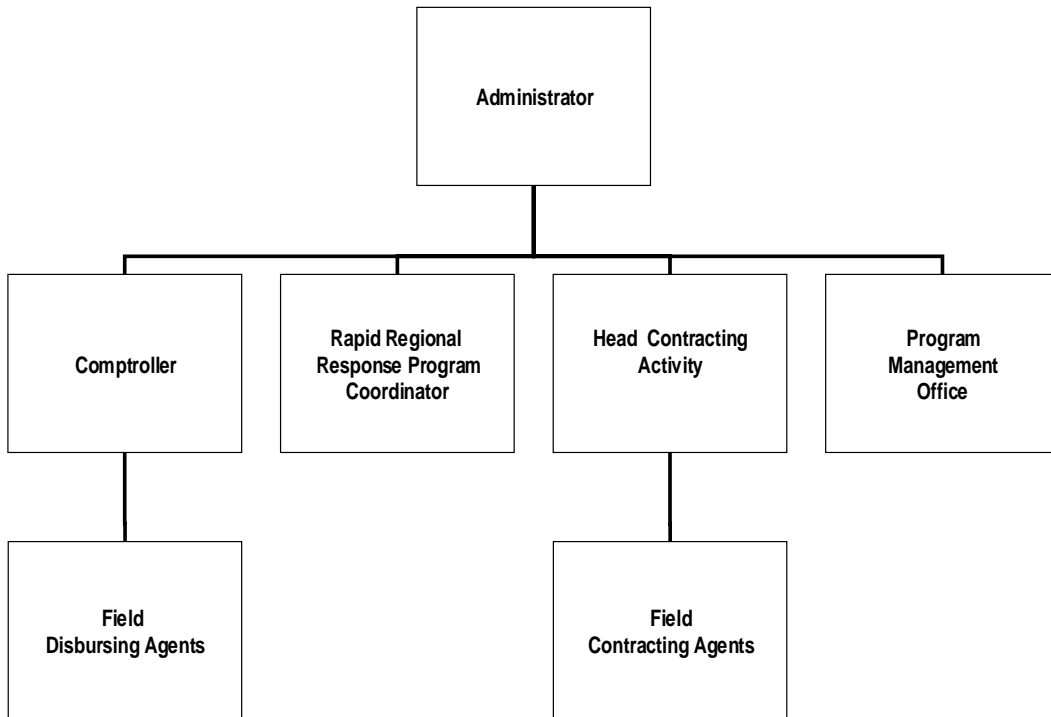 Administrator
Comptroller
Rapid Regional
Response Program
Coordinator
Head Contracting
Activity
Program
Management
Office
Field
Disbursing Agents
Field
Contracting Agents